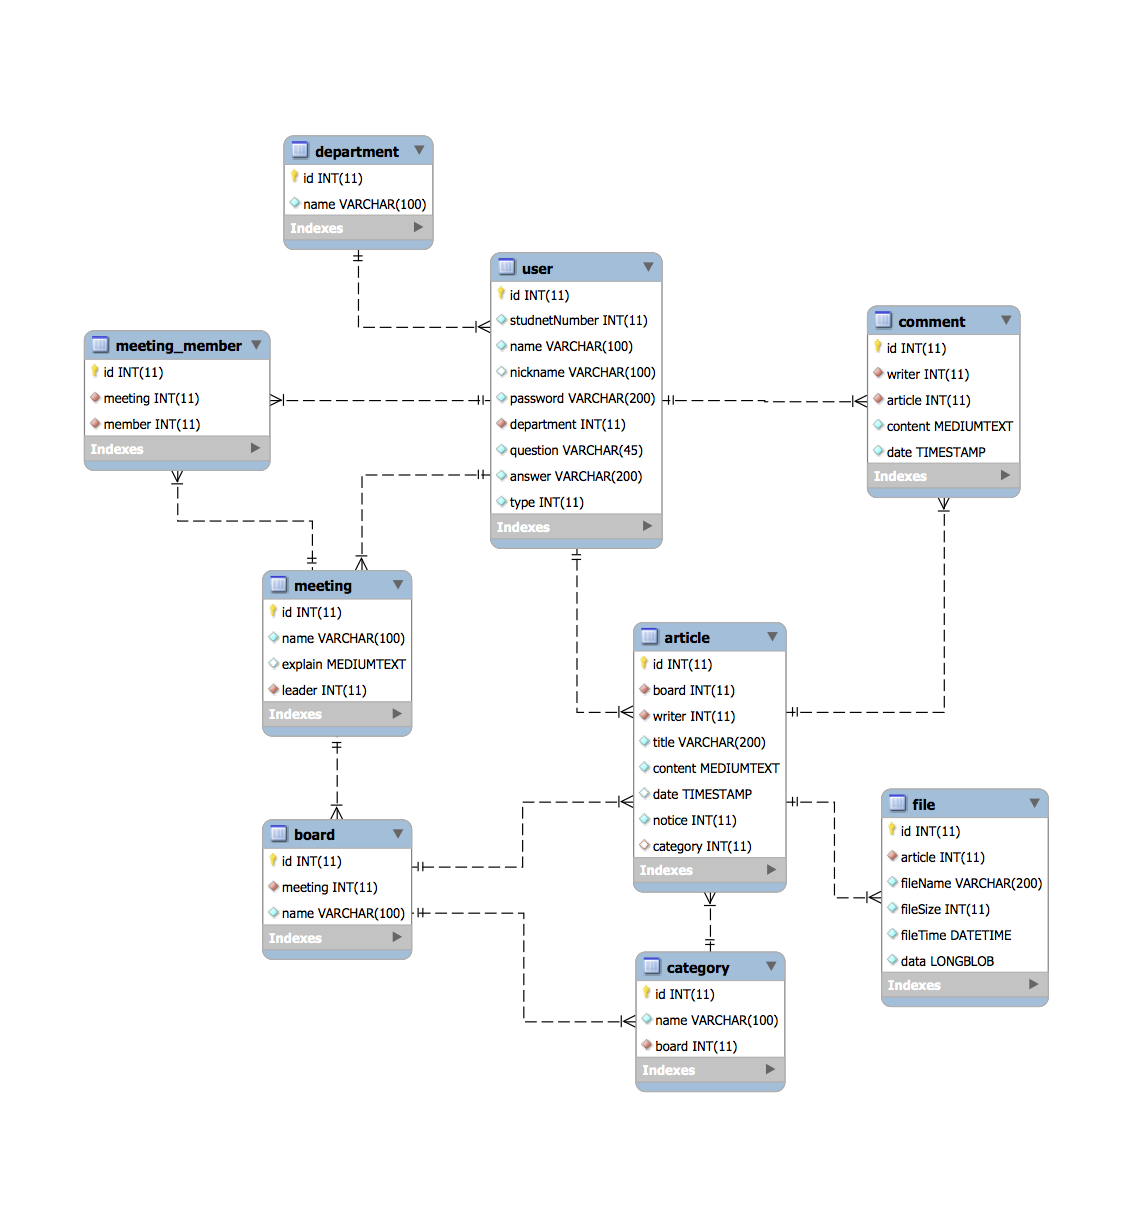 department
id INT(11)
name VARCHAR(100)
Indexes
user
id INT(11)
studnetNumber INT(11)
name VARCHAR(100)
nickname VARCHAR(100)
password VARCHAR(200)
department INT(11)
question VARCHAR(45)
answer VARCHAR(200)
type INT(11)
Indexes
comment
id INT(11)
writer INT(11)
article INT(11)
content MEDIUMTEXT
date TIMESTAMP
Indexes
meeting_member
id INT(11)
meeting INT(11)
member INT(11)
Indexes
meeting
id INT(11)
name VARCHAR(100)
explain MEDIUMTEXT
leader INT(11)
Indexes
article
id INT(11)
board INT(11)
writer INT(11)
title VARCHAR(200)
content MEDIUMTEXT
date TIMESTAMP
notice INT(11)
category INT(11)
Indexes
file
id INT(11)
article INT(11)
fileName VARCHAR(200)
fileSize INT(11)
fileTime DATETIME
data LONGBLOB
Indexes
board
id INT(11)
meeting INT(11)
name VARCHAR(100)
Indexes
category
id INT(11)
name VARCHAR(100)
board INT(11)
Indexes